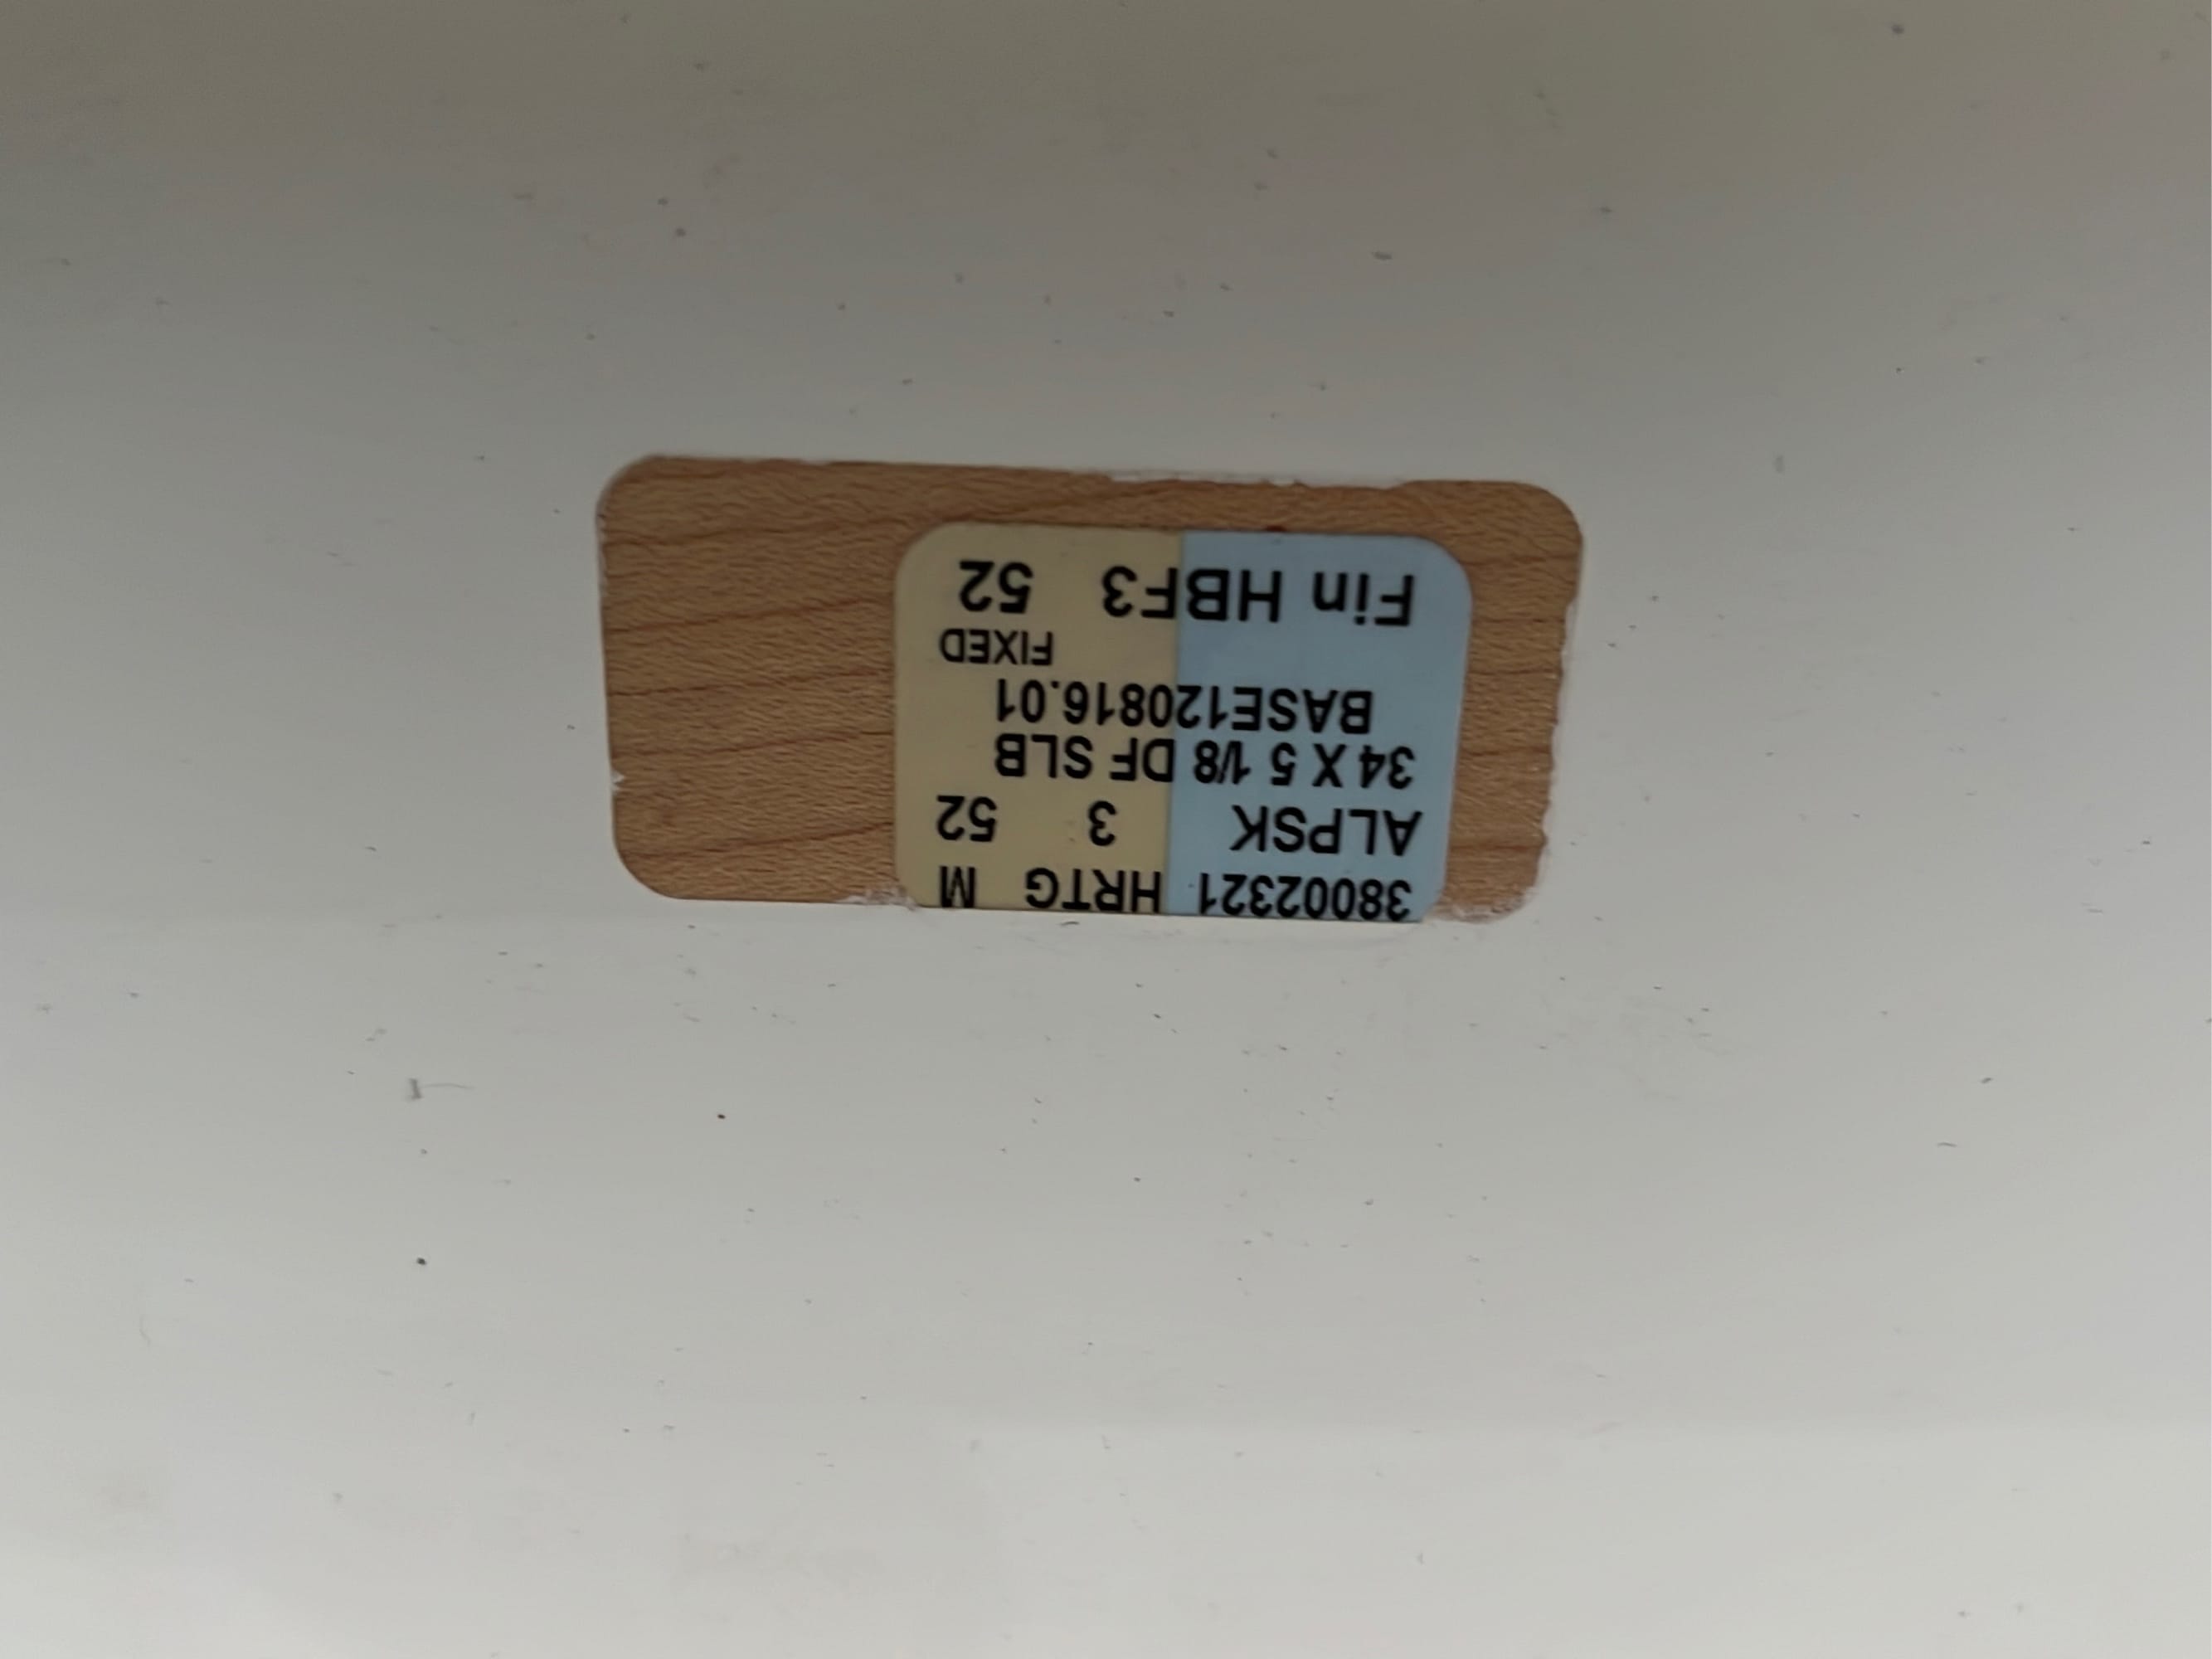 38002321 HRTG M
ALPSK 3 52
34 X 5 1/8 DF SLB
BASE120816.01
FIXED
Fin HBF3 52